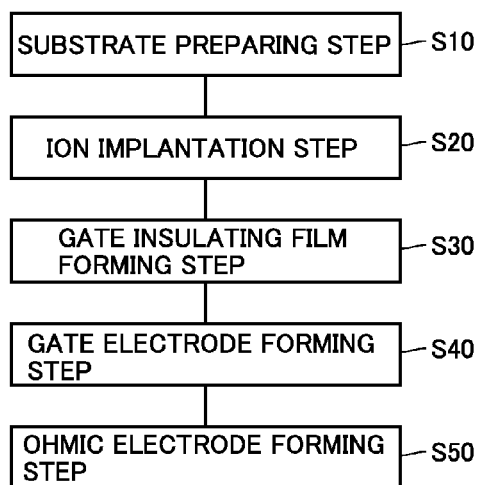 SUBSTRATE PREPARING STEP
S10
ION IMPLANTATION STEP
S20
GATE INSULATING FILM
FORMING STEP
S30
GATE ELECTRODE FORMING
STEP
S40
OHMIC ELECTRODE FORMING
STEP
S50